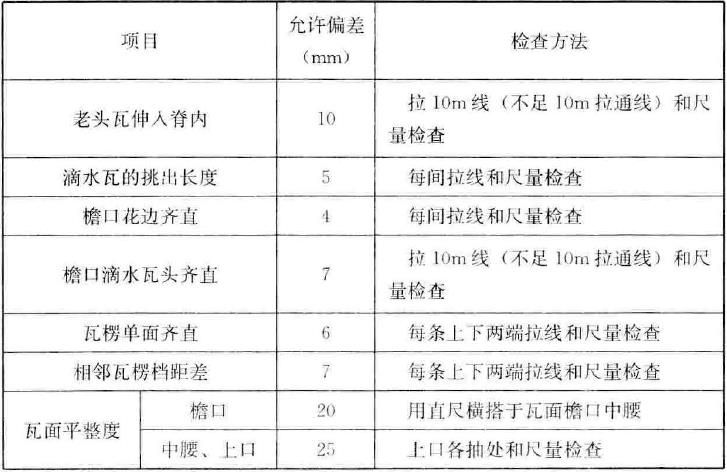 项目
允许偏差
（mm）
检查方法
老头瓦伸入脊内
10
拉 10m 线（不足 10m 拉通线）和尺
量检查
滴水瓦的挑出长度
5
每间拉线和尺量检查
檐口花边齐直
4
每间拉线和尺量检查
檐口滴水瓦头齐直
7
拉 10m 线（不足 10m 拉通线）和尺
量检查
瓦楞单面齐直
6
每条上下两端拉线和尺量检查
相邻瓦楞档距差
7
每条上下两端拉线和尺量检查
瓦面平整度
檐口
20
用直尺横搭于瓦面檐口中腰
中腰、上口
25
上口各抽处和尺量检查